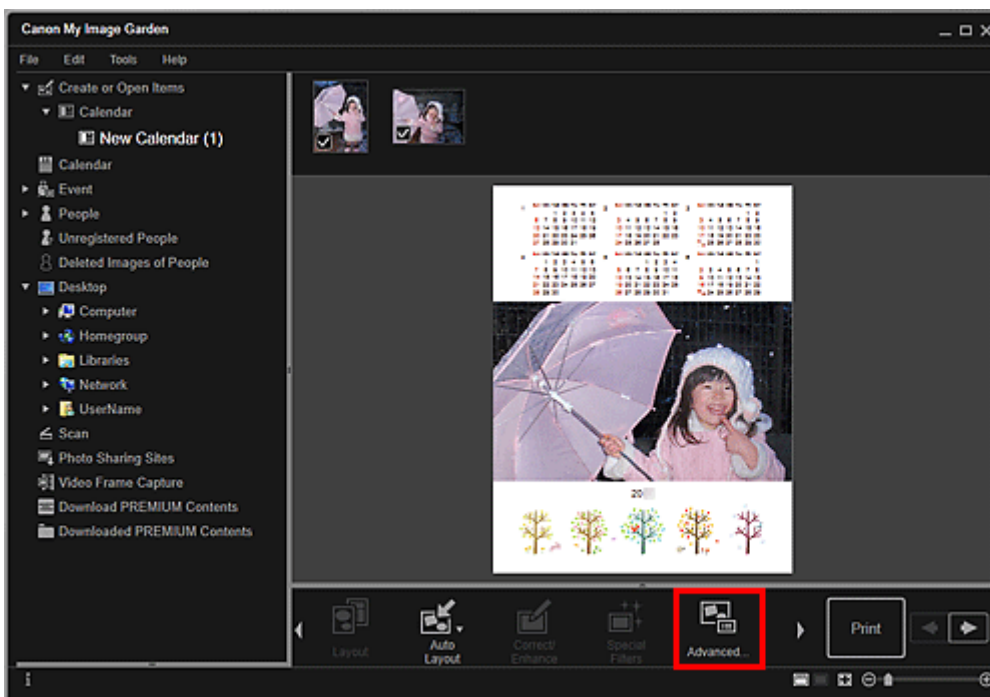 Canon My Image Garden
File Edit Tools Help
Create or Open Items
Calendar
New Calendar (1)
Calendar
Event
People
Unregistered People
Deleted Images of People
Desktop
Computer
Homegroup
Libraries
Network
UserName
Scan
Photo Sharing Sites
Video Frame Capture
Download PREMIUM Contents
Downloaded PREMIUM Contents
20
Layout
Auto
Layout
Correct/
Enhance
Special
Filters
Advanced...
Print